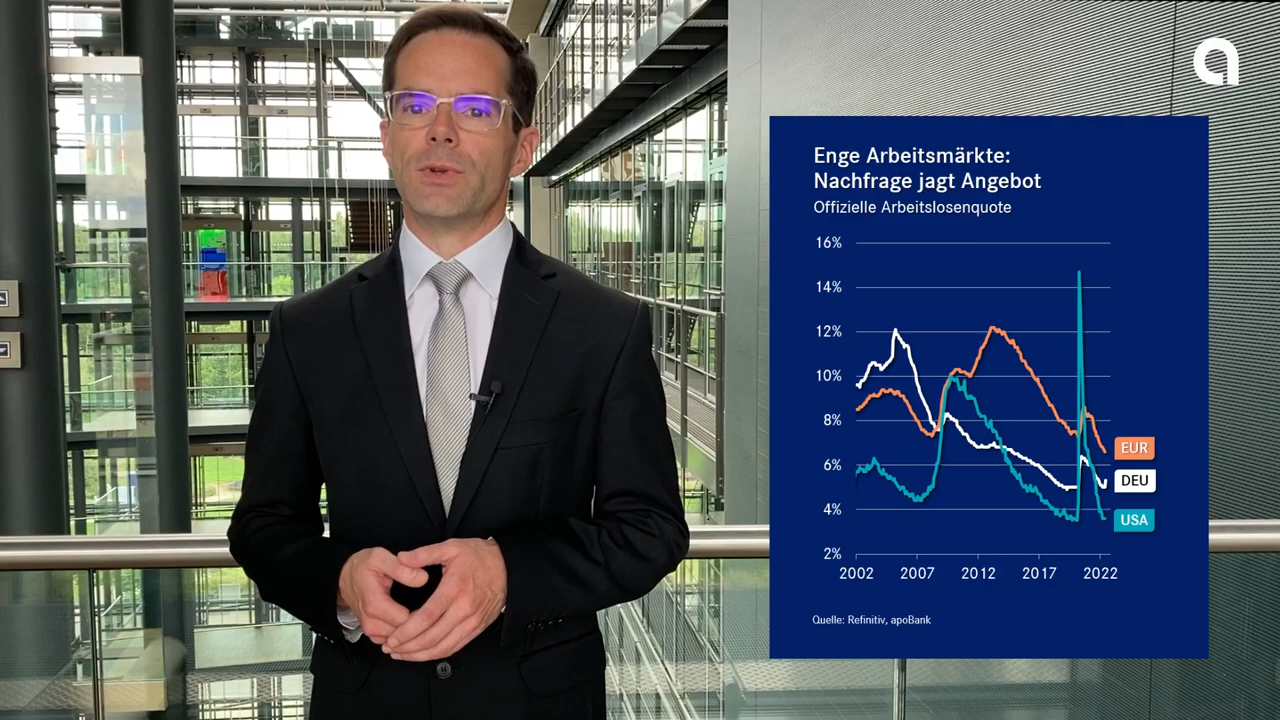 Enge Arbeitsmärkte:
Nachfrage jagt Angebot
Offizielle Arbeitslosenquote
16%
14%
12%
10%
8%
6%
4%
2%
EUR
DEU
USA
2002 2007 2012 2017 2022
Quelle: Refinitiv, apoBank